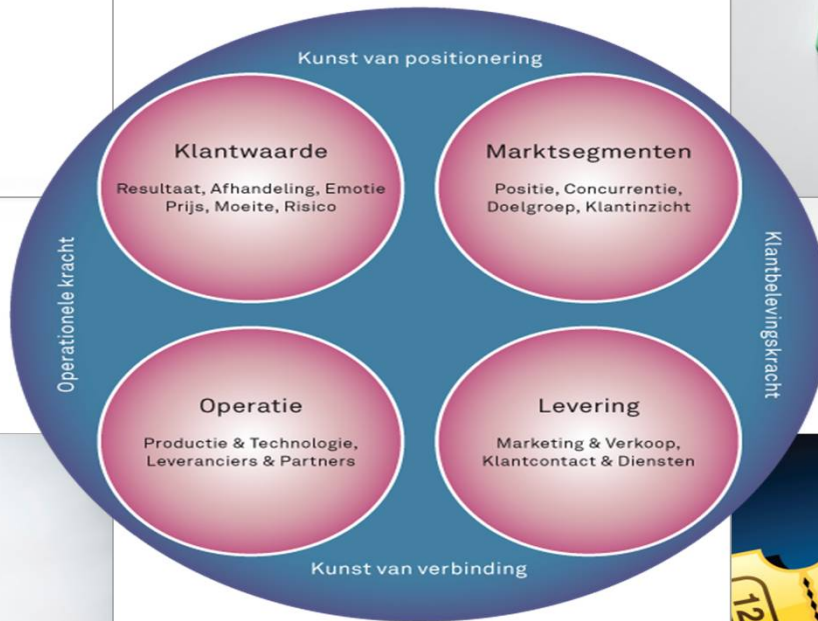 Kunst van positionering
Klantwaarde
Resultaat, Afhandeling, Emotie
Prijs, Moeite, Risico
Marktsegmenten
Positie, Concurrentie,
Doelgroep, Klantinzicht
Operationele kracht
Klantbelevingskracht
Operatie
Productie & Technologie,
Leveranciers & Partners
Levering
Marketing & Verkoop,
Klantcontact & Diensten
Kunst van verbinding
12